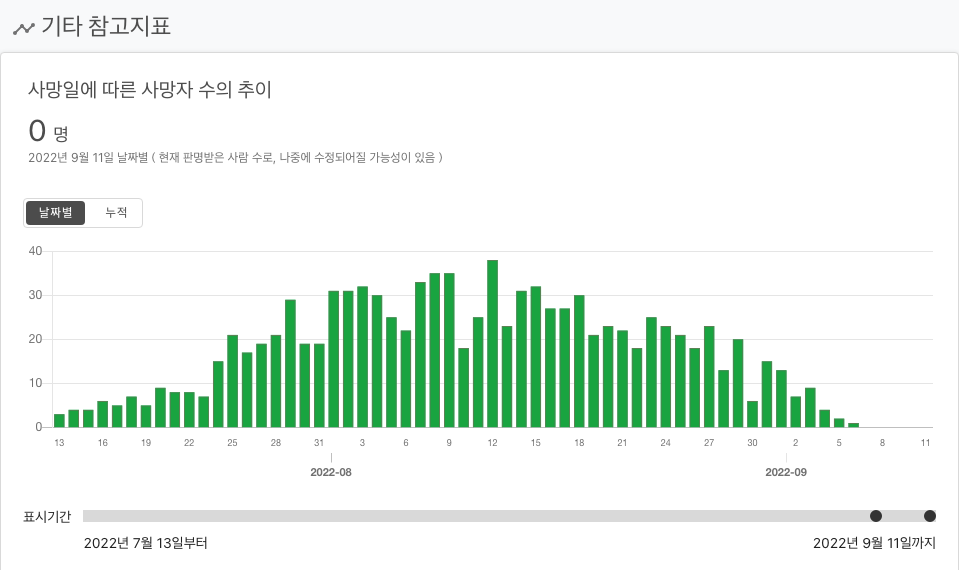 기타 참고지표
사망일에 따른 사망자 수의 추이
0 명
2022년 9월 11일 날짜별 ( 현재 판명받은 사람 수로, 나중에 수정되어질 가능성이 있음 )
날짜별 누적
40
30
20
10
0
13 16 19 22 25 28 31 3 6 9 12 15 18 21 24 27 30 2 5 8 11
2022-08 2022-09
표시기간
2022년 7월 13일부터 2022년 9월 11일까지